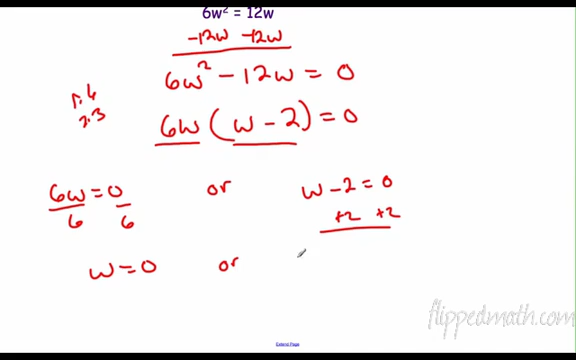 6w² = 12w
-12w -12w
6w² - 12w = 0
1·6
2·3
6w ( w - 2 ) = 0
6w = 0 or w - 2 = 0
6 6 +2 +2
w = 0 or
flippedmath.com
Extend Page